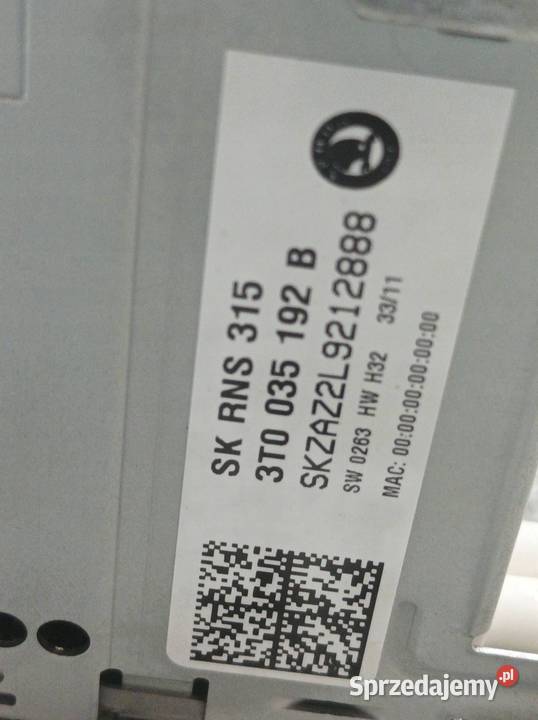 SK RNS 315
3T0 035 192 B
SKZAZ2L9212888
SW 0263 HW H32 33/11
MAC: 00:00:00:00:00:00
Sprzedajemy.pl